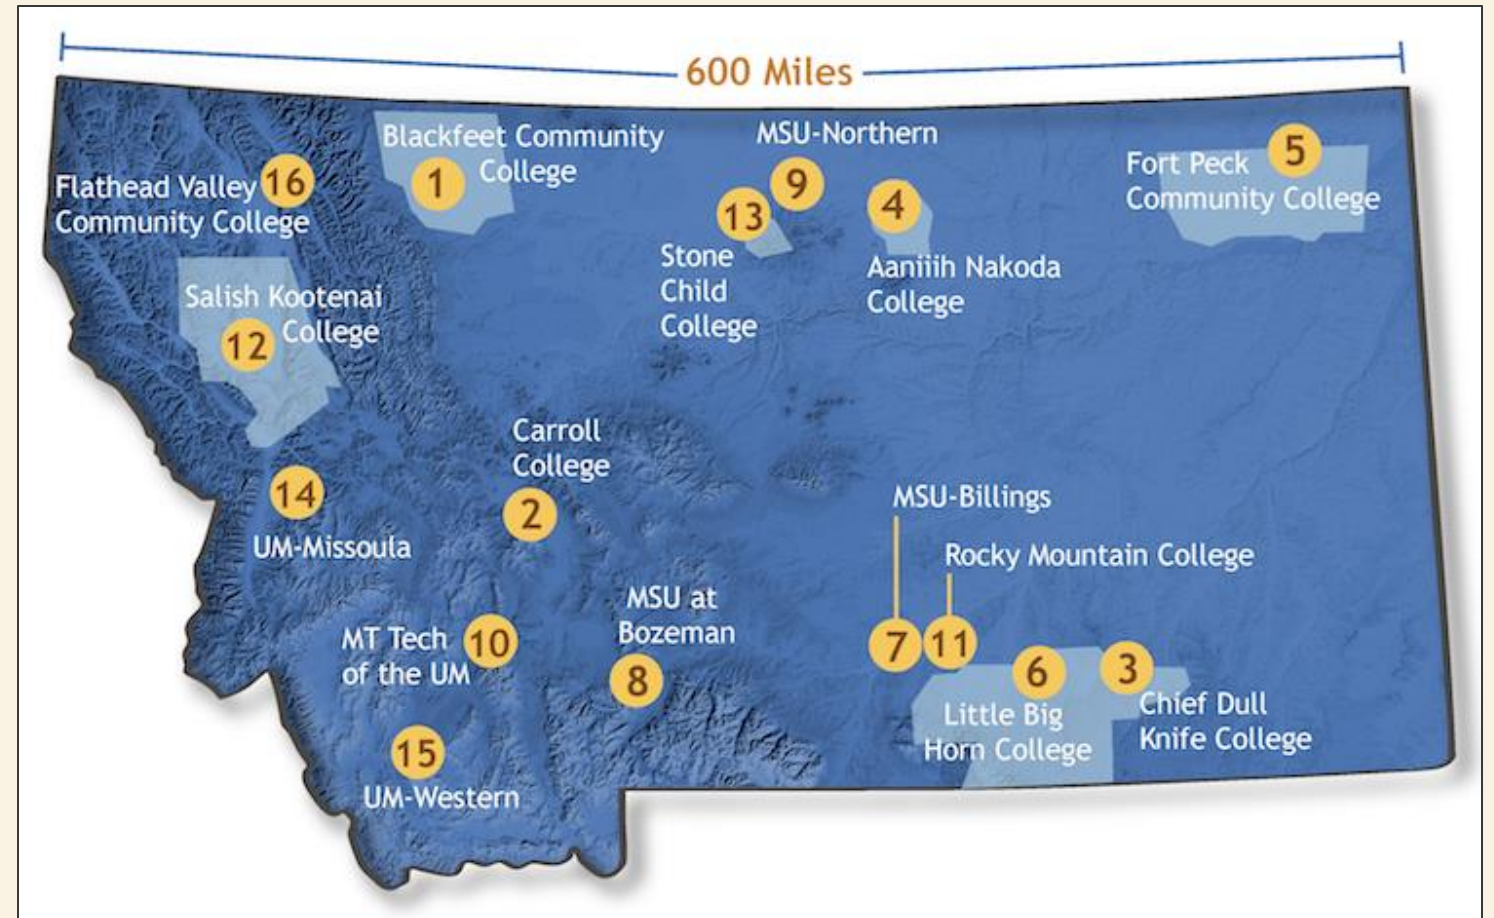 600 Miles
Blackfeet Community
College
1
MSU-Northern
9
Fort Peck
Community College
5
Flathead Valley
Community College
16
13
Stone
Child
College
4
Aaniiih Nakoda
College
Salish Kootenai
College
12
Carroll
College
2
14
UM-Missoula
MSU-Billings
7
Rocky Mountain College
11
MSU at
Bozeman
8
MT Tech
of the UM
10
6
Little Big
Horn College
3
Chief Dull
Knife College
15
UM-Western